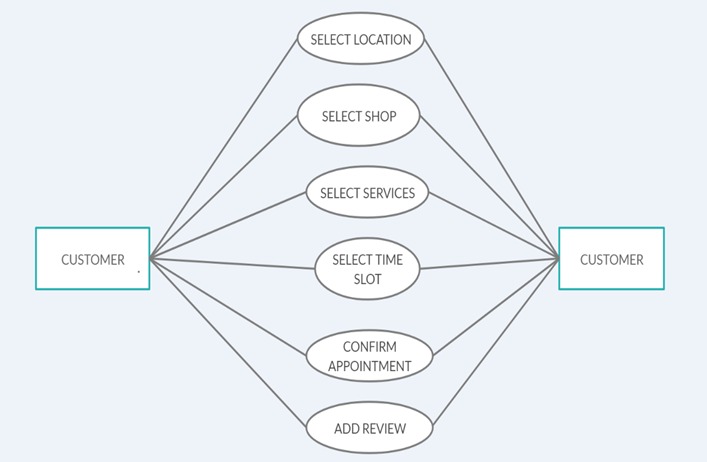 SELECT LOCATION
SELECT SHOP
SELECT SERVICES
CUSTOMER
SELECT TIME
SLOT
CUSTOMER
CONFIRM
APPOINTMENT
ADD REVIEW